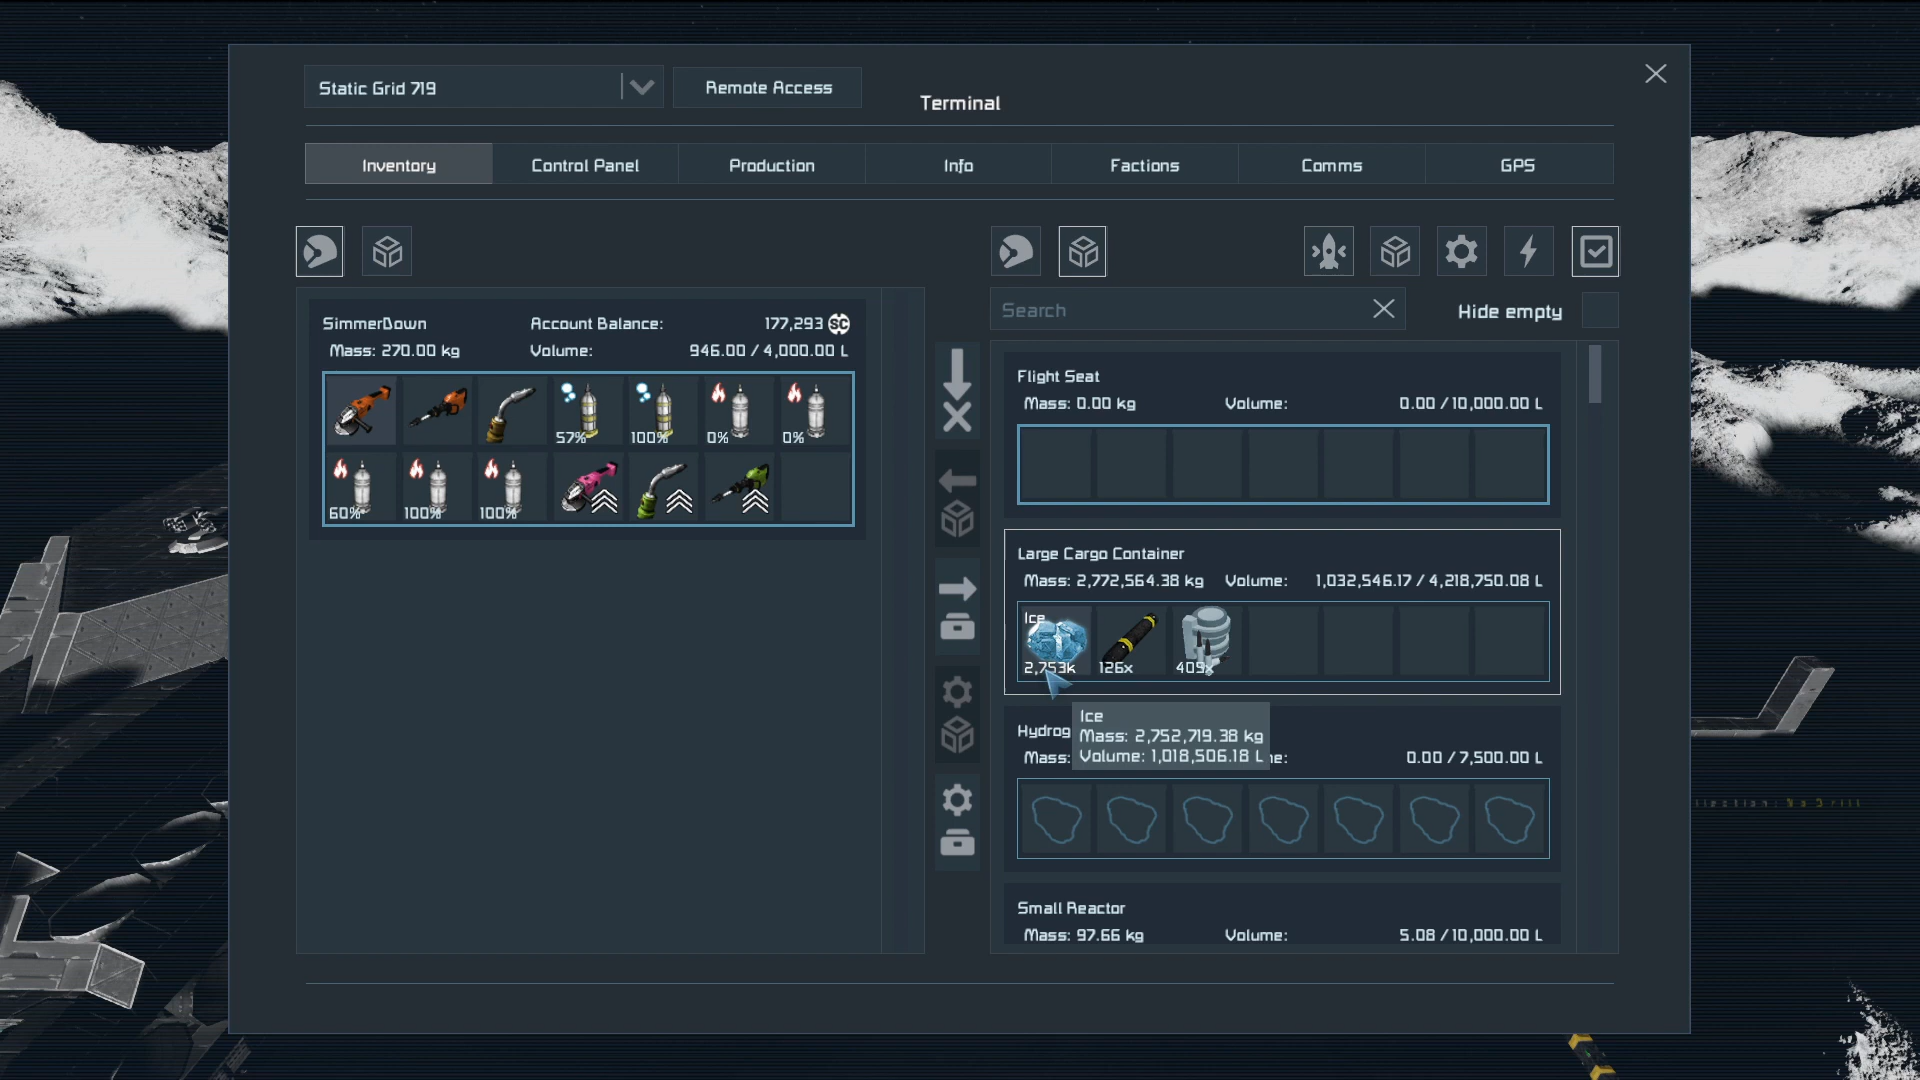 Static Grid 719
Remote Access
Terminal
Inventory
Control Panel
Production
Info
Factions
Comms
GPS
SimmerDown
Account Balance:
177,293 SC
Mass: 270.00 kg
Volume:
946.00 / 4,000.00 L
57%
100%
0%
0%
60%
100%
100%
Search
Hide empty
Flight Seat
Mass: 0.00 kg
Volume:
0.00 / 10,000.00 L
Large Cargo Container
Mass: 2,772,564.38 kg
Volume:
1,032,546.17 / 4,218,750.08 L
Ice
2,753k
126x
409x
Ice
Mass: 2,752,719.38 kg
Volume: 1,018,506.18 L
Hydrog
Mass:
ne:
0.00 / 7,500.00 L
Small Reactor
Mass: 97.66 kg
Volume:
5.08 / 10,000.00 L